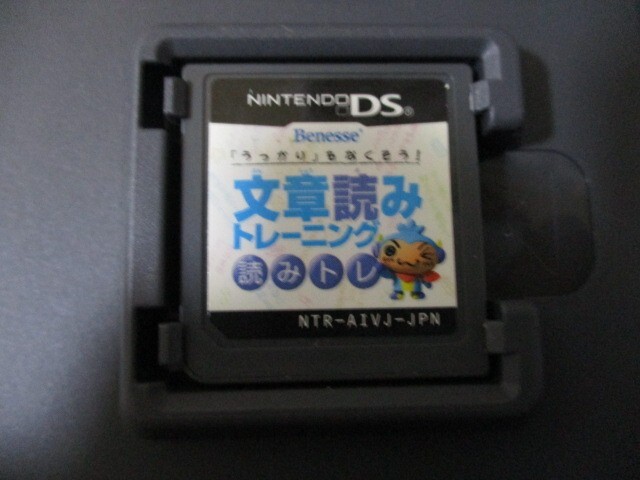 NINTENDO DS®
Benesse®
「うっかり」をなくそう!
文章読み
トレーニング
読みトレ
NTR-AIVJ-JPN